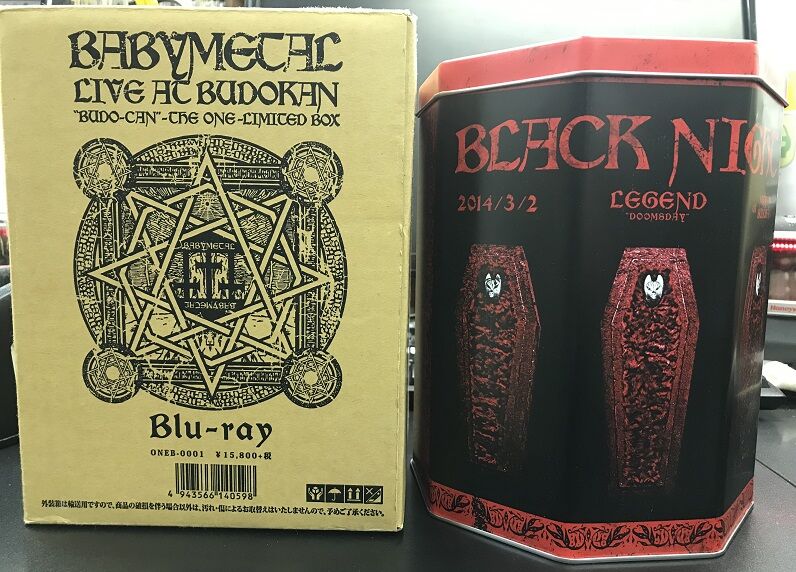 BABYMETAL
LIVE AT BUDOKAN
"BUDO-CAN"-THE ONE-LIMITED BOX
BABYMETAL
BABYMETAL
Blu-ray
ONEB-0001 ¥15,800+税
4 943566 140598
外装箱は輸送用ですので、商品の破損を伴う場合以外は、汚れ・傷によるお取替えはいたしませんので、予めご了承ください。
BLACK NIGHT
2014/3/2
LEGEND
"DOOMSDAY"
Honeyw